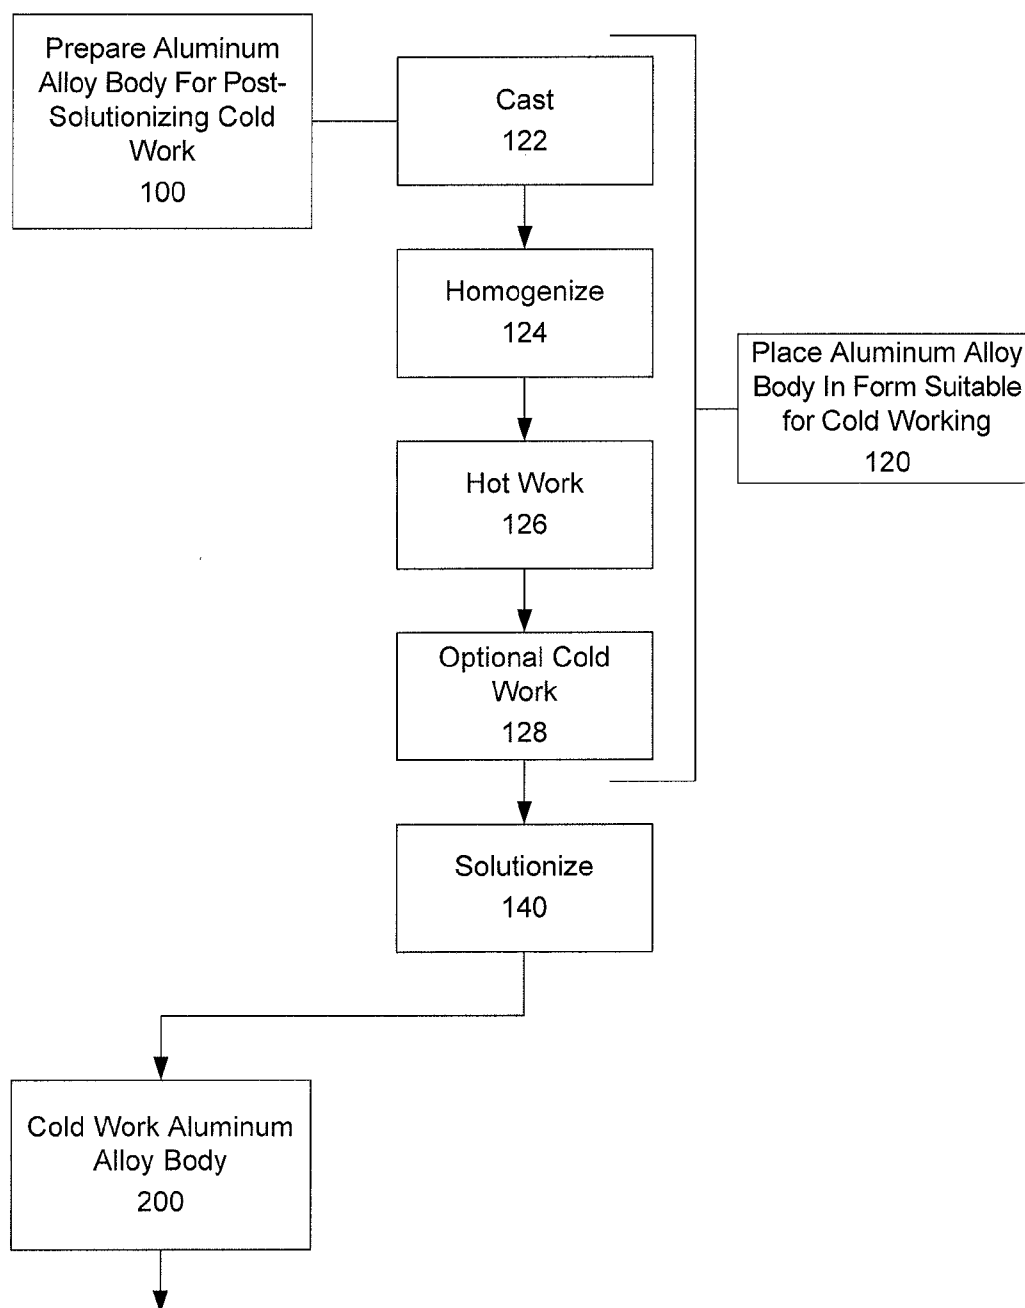 Prepare Aluminum
Alloy Body For Post-
Solutionizing Cold
Work
100
Cast
122
Homogenize
124
Hot Work
126
Place Aluminum Alloy
Body In Form Suitable
for Cold Working
120
Optional Cold
Work
128
Solutionize
140
Cold Work Aluminum
Alloy Body
200